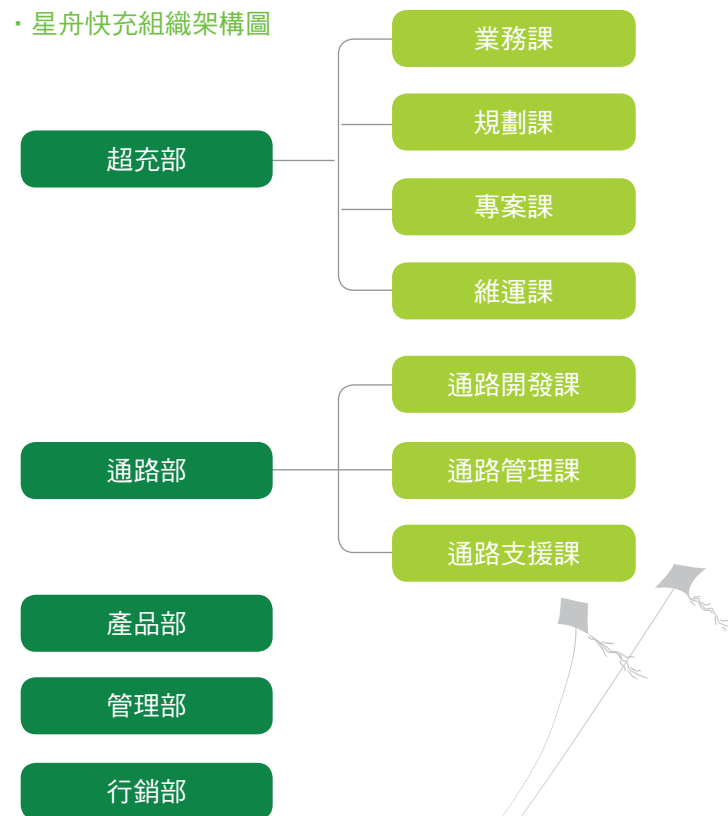 ・星舟快充組織架構圖
超充部
業務課
規劃課
專案課
維運課
通路部
通路開發課
通路管理課
通路支援課
產品部
管理部
行銷部